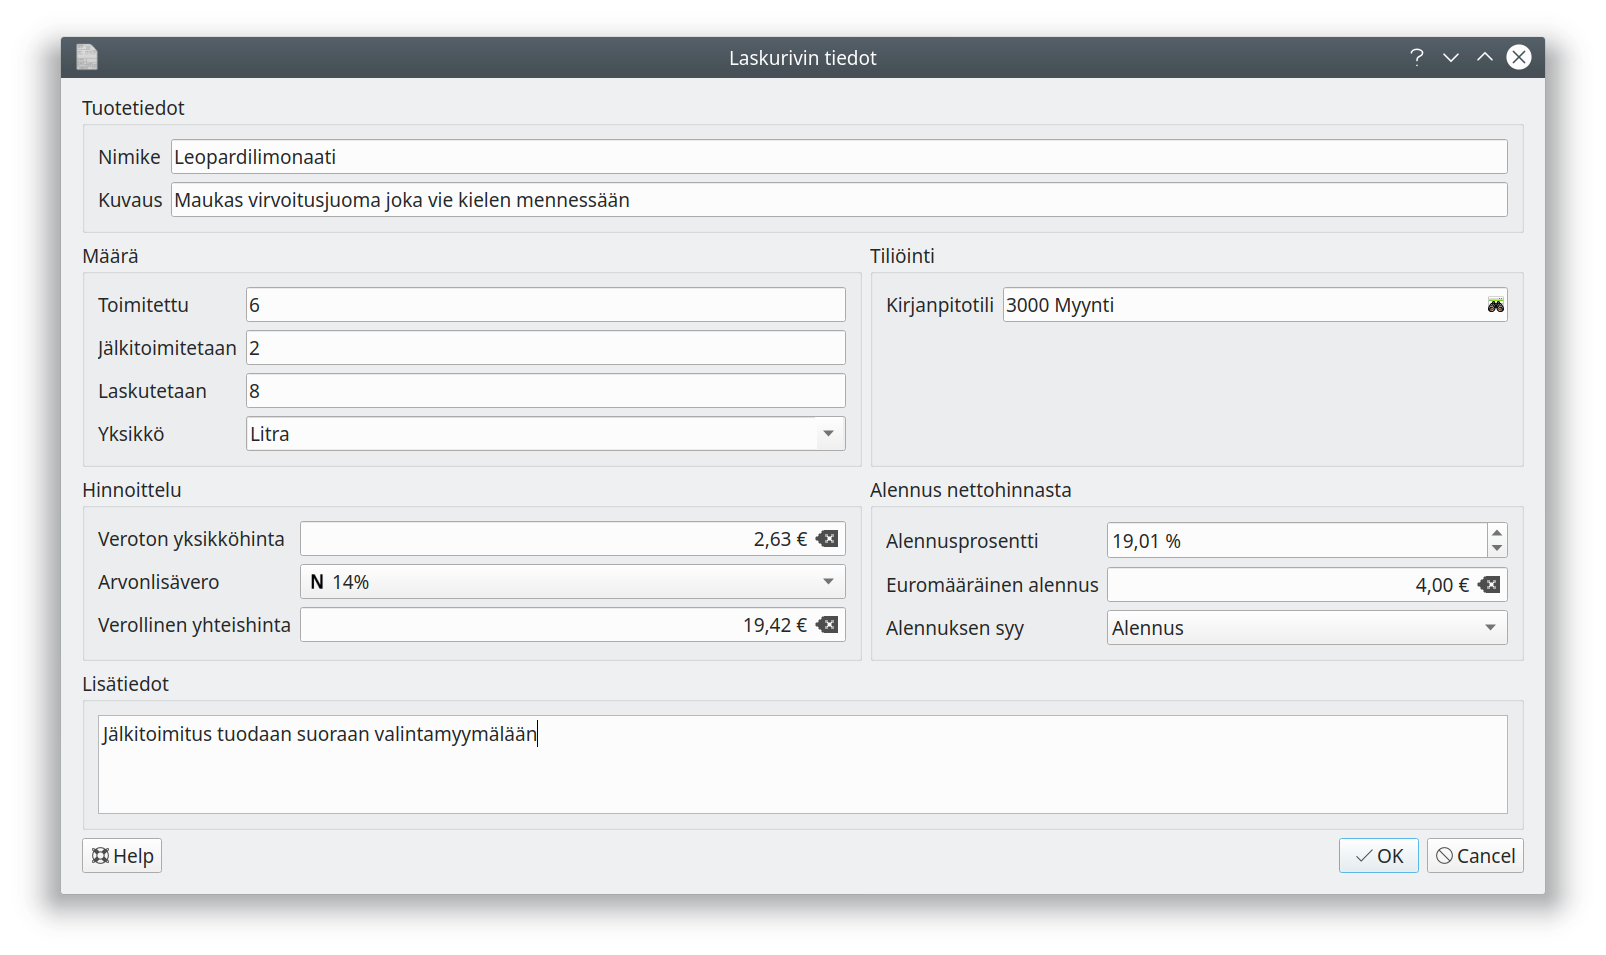 Laskurivin tiedot
Tuotetiedot
Nimike Leopardilimonaati
Kuvaus Maukas virvoitusjuoma joka vie kielen mennessään
Määrä
Toimitettu 6
Jälkitoimitetaan 2
Laskutetaan 8
Yksikkö Litra
Tiliöinti
Kirjanpitotili 3000 Myynti
Hinnoittelu
Veroton yksikköhinta 2,63 €
Arvonlisävero N 14%
Verollinen yhteishinta 19,42 €
Alennus nettohinnasta
Alennusprosentti 19,01 %
Euromääräinen alennus 4,00 €
Alennuksen syy Alennus
Lisätiedot
Jälkitoimitus tuodaan suoraan valintamyymälään
Help OK Cancel